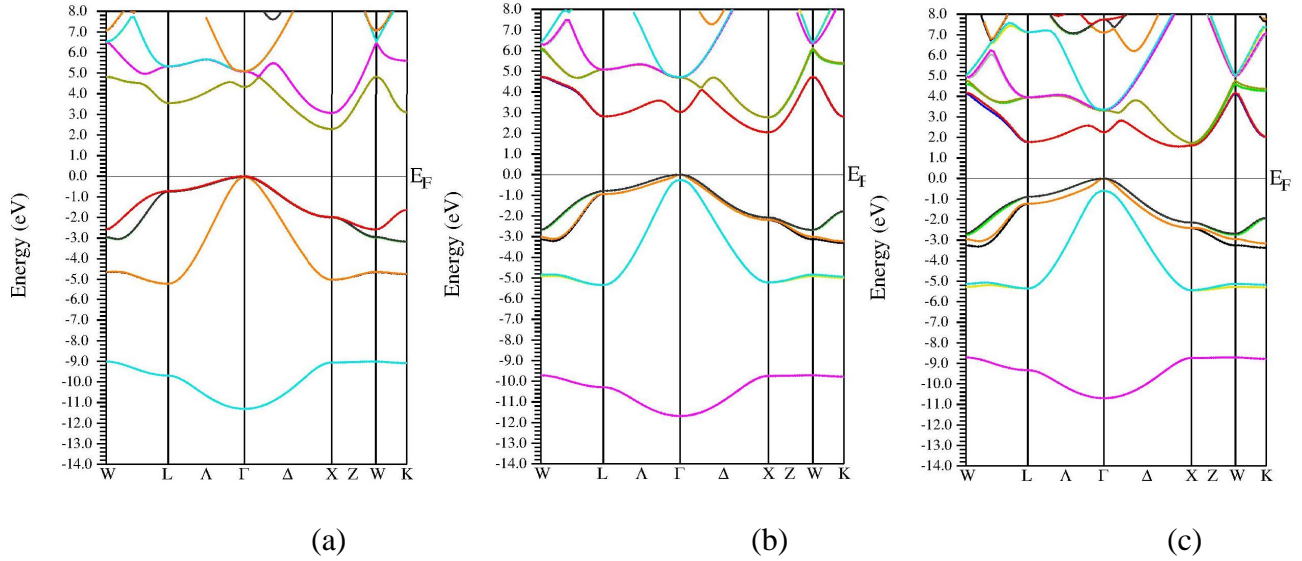 8.0 8.0 8.0
7.0 7.0 7.0
6.0 6.0 6.0
5.0 5.0 5.0
4.0 4.0 4.0
3.0 3.0 3.0
2.0 2.0 2.0
1.0 1.0 1.0
0.0 E_F 0.0 E_F 0.0 E_F
-1.0 -1.0 -1.0
-2.0 -2.0 -2.0
-3.0 -3.0 -3.0
-4.0 -4.0 -4.0
-5.0 -5.0 -5.0
-6.0 -6.0 -6.0
-7.0 -7.0 -7.0
-8.0 -8.0 -8.0
-9.0 -9.0 -9.0
-10.0 -10.0 -10.0
-11.0 -11.0 -11.0
-12.0 -12.0 -12.0
-13.0 -13.0 -13.0
-14.0 -14.0 -14.0
Energy (eV) Energy (eV) Energy (eV)
W L Λ Γ Δ X Z W K W L Λ Γ Δ X Z W K W L Λ Γ Δ X Z W K
(a) (b) (c)